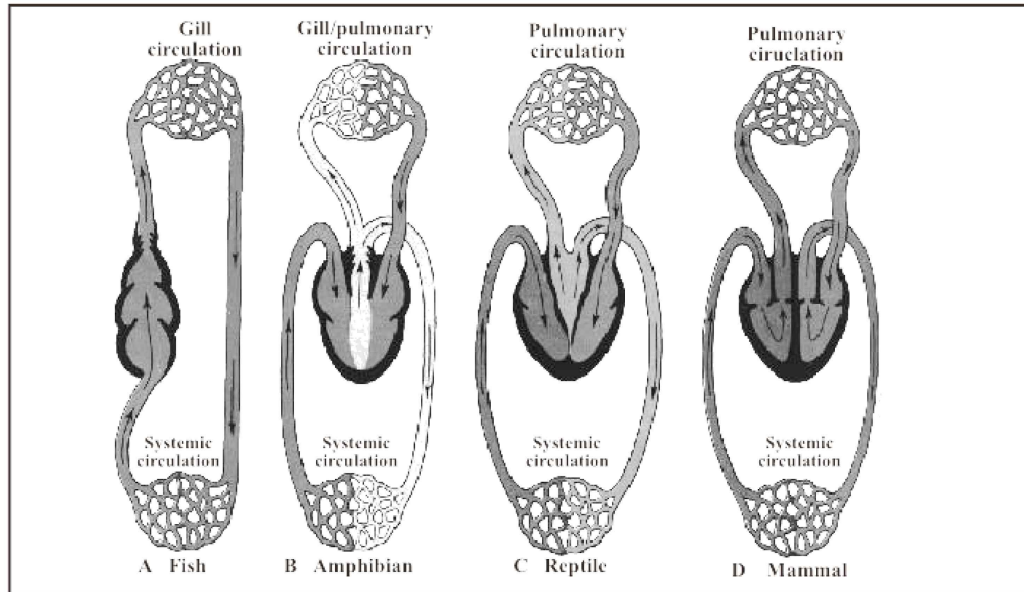 Gill
circulation
Gill/pulmonary
circulation
Pulmonary
circulation
Pulmonary
ciruclation
Systemic
circulation
Systemic
circulation
Systemic
circulation
Systemic
circulation
A Fish
B Amphibian
C Reptile
D Mammal